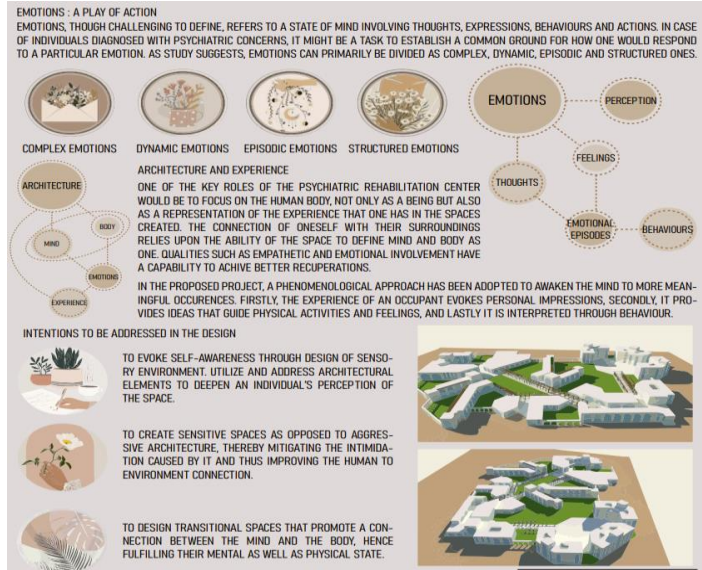 EMOTIONS : A PLAY OF ACTION
EMOTIONS, THOUGH CHALLENGING TO DEFINE, REFERS TO A STATE OF MIND INVOLVING THOUGHTS, EXPRESSIONS, BEHAVIOURS AND ACTIONS. IN CASE
OF INDIVIDUALS DIAGNOSED WITH PSYCHIATRIC CONCERNS, IT MIGHT BE A TASK TO ESTABLISH A COMMON GROUND FOR HOW ONE WOULD RESPOND
TO A PARTICULAR EMOTION. AS STUDY SUGGESTS, EMOTIONS CAN PRIMARILY BE DIVIDED AS COMPLEX, DYNAMIC, EPISODIC AND STRUCTURED ONES.
COMPLEX EMOTIONS
DYNAMIC EMOTIONS
EPISODIC EMOTIONS
STRUCTURED EMOTIONS
EMOTIONS
PERCEPTION
FEELINGS
THOUGHTS
EMOTIONAL
EPISODES
BEHAVIOURS
ARCHITECTURE
BODY
MIND
EMOTIONS
EXPERIENCE
ARCHITECTURE AND EXPERIENCE
ONE OF THE KEY ROLES OF THE PSYCHIATRIC REHABILITATION CENTER
WOULD BE TO FOCUS ON THE HUMAN BODY, NOT ONLY AS A BEING BUT ALSO
AS A REPRESENTATION OF THE EXPERIENCE THAT ONE HAS IN THE SPACES
CREATED. THE CONNECTION OF ONESELF WITH THEIR SURROUNDINGS
RELIES UPON THE ABILITY OF THE SPACE TO DEFINE MIND AND BODY AS
ONE. QUALITIES SUCH AS EMPATHETIC AND EMOTIONAL INVOLVEMENT HAVE
A CAPABILITY TO ACHIVE BETTER RECUPERATIONS.
IN THE PROPOSED PROJECT, A PHENOMENOLOGICAL APPROACH HAS BEEN ADOPTED TO AWAKEN THE MIND TO MORE MEAN-
INGFUL OCCURENCES. FIRSTLY, THE EXPERIENCE OF AN OCCUPANT EVOKES PERSONAL IMPRESSIONS, SECONDLY, IT PRO-
VIDES IDEAS THAT GUIDE PHYSICAL ACTIVITIES AND FEELINGS, AND LASTLY IT IS INTERPRETED THROUGH BEHAVIOUR.
INTENTIONS TO BE ADDRESSED IN THE DESIGN
TO EVOKE SELF-AWARENESS THROUGH DESIGN OF SENSO-
RY ENVIRONMENT. UTILIZE AND ADDRESS ARCHITECTURAL
ELEMENTS TO DEEPEN AN INDIVIDUAL'S PERCEPTION OF
THE SPACE.
TO CREATE SENSITIVE SPACES AS OPPOSED TO AGGRES-
SIVE ARCHITECTURE, THEREBY MITIGATING THE INTIMIDA-
TION CAUSED BY IT AND THUS IMPROVING THE HUMAN TO
ENVIRONMENT CONNECTION.
TO DESIGN TRANSITIONAL SPACES THAT PROMOTE A CON-
NECTION BETWEEN THE MIND AND THE BODY, HENCE
FULFILLING THEIR MENTAL AS WELL AS PHYSICAL STATE.